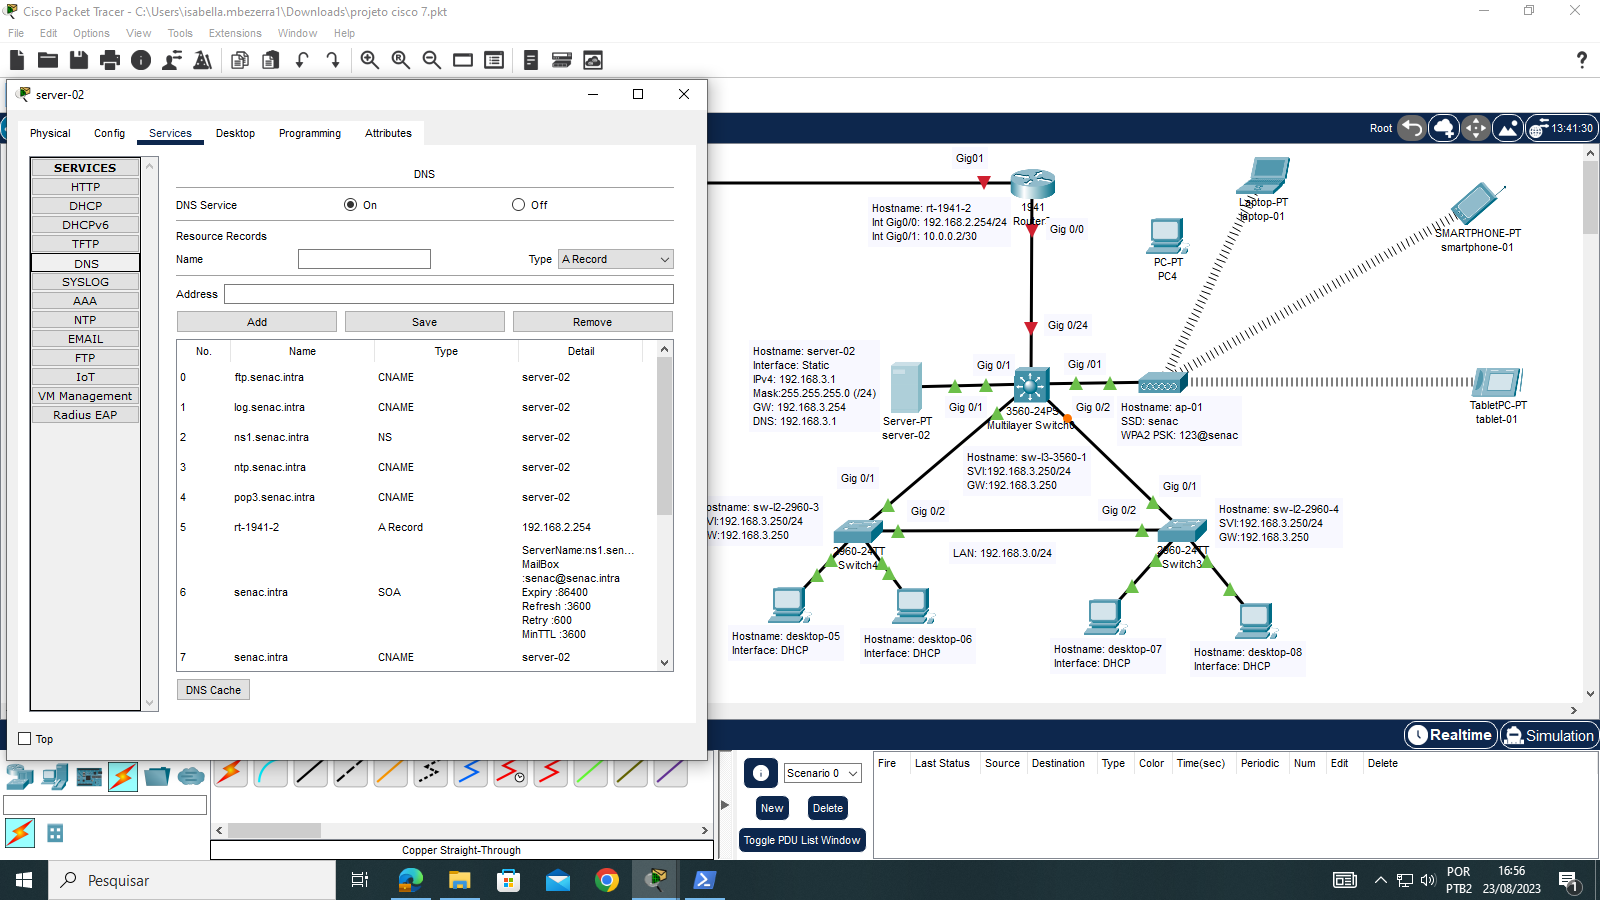 Cisco Packet Tracer - C:\Users\isabella.mbezerra1\Downloads\projeto cisco 7.pkt
File Edit Options View Tools Extensions Window Help
?
server-02
Physical Config Services Desktop Programming Attributes
SERVICES
HTTP
DHCP
DHCPv6
TFTP
DNS
SYSLOG
AAA
NTP
EMAIL
FTP
IoT
VM Management
Radius EAP
DNS
DNS Service On Off
Resource Records
Name Type A Record
Address
Add Save Remove
No. Name Type Detail
0 ftp.senac.intra CNAME server-02
1 log.senac.intra CNAME server-02
2 ns1.senac.intra NS server-02
3 ntp.senac.intra CNAME server-02
4 pop3.senac.intra CNAME server-02
5 rt-1941-2 A Record 192.168.2.254
6 senac.intra SOA
ServerName:ns1.sen...
MailBox
:senac@senac.intra
Expiry :86400
Refresh :3600
Retry :600
MinTTL :3600
7 senac.intra CNAME server-02
DNS Cache
Top
Root 13:41:30
Gig01
1941
Hostname: rt-1941-2
Int Gig0/0: 192.168.2.254/24
Int Gig0/1: 10.0.0.2/30
Gig 0/0
PC-PT
PC4
Laptop-PT
laptop-01
SMARTPHONE-PT
smartphone-01
Gig 0/24
Hostname: server-02
Interface: Static
IPv4: 192.168.3.1
Mask:255.255.255.0 (/24)
GW: 192.168.3.254
DNS: 192.168.3.1
Server-PT
server-02
Gig 0/1
Gig 0/1
Gig /01
Gig 0/2
Multilayer
Hostname: ap-01
SSD: senac
WPA2 PSK: 123@senac
TabletPC-PT
tablet-01
Hostname: sw-l3-3560-1
SVI:192.168.3.250/24
GW:192.168.3.250
Gig 0/1
Gig 0/2
Gig 0/2
Gig 0/1
ostname: sw-l2-2960-3
VI:192.168.3.250/24
W:192.168.3.250
Hostname: sw-l2-2960-4
SVI:192.168.3.250/24
GW:192.168.3.250
2960-24TT
Switch4
LAN: 192.168.3.0/24
2960-24TT
Switch3
Hostname: desktop-05
Interface: DHCP
Hostname: desktop-06
Interface: DHCP
Hostname: desktop-07
Interface: DHCP
Hostname: desktop-08
Interface: DHCP
Realtime Simulation
Scenario 0
New Delete
Toggle PDU List Window
Fire Last Status Source Destination Type Color Time(sec) Periodic Num Edit Delete
Copper Straight-Through
Pesquisar
POR
PTB2
16:56
23/08/2023
1